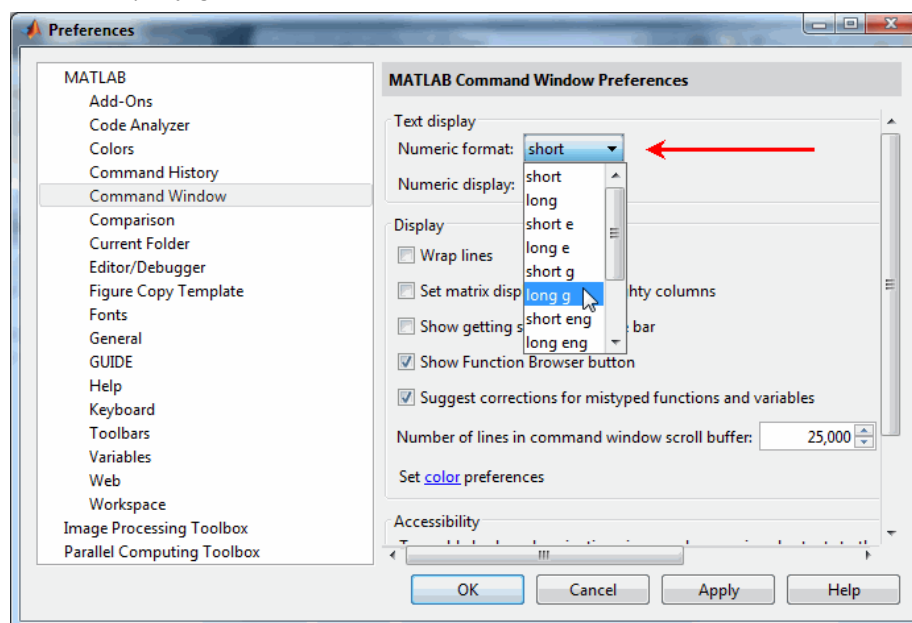 Preferences
MATLAB
Add-Ons
Code Analyzer
Colors
Command History
Command Window
Comparison
Current Folder
Editor/Debugger
Figure Copy Template
Fonts
General
GUIDE
Help
Keyboard
Toolbars
Variables
Web
Workspace
Image Processing Toolbox
Parallel Computing Toolbox
MATLAB Command Window Preferences
Text display
Numeric format: short
Numeric display:
short
long
short e
long e
short g
long g
short eng
long eng
Display
Wrap lines
Set matrix disp hty columns
Show getting s bar
Show Function Browser button
Suggest corrections for mistyped functions and variables
Number of lines in command window scroll buffer: 25,000
Set color preferences
Accessibility
OK Cancel Apply Help